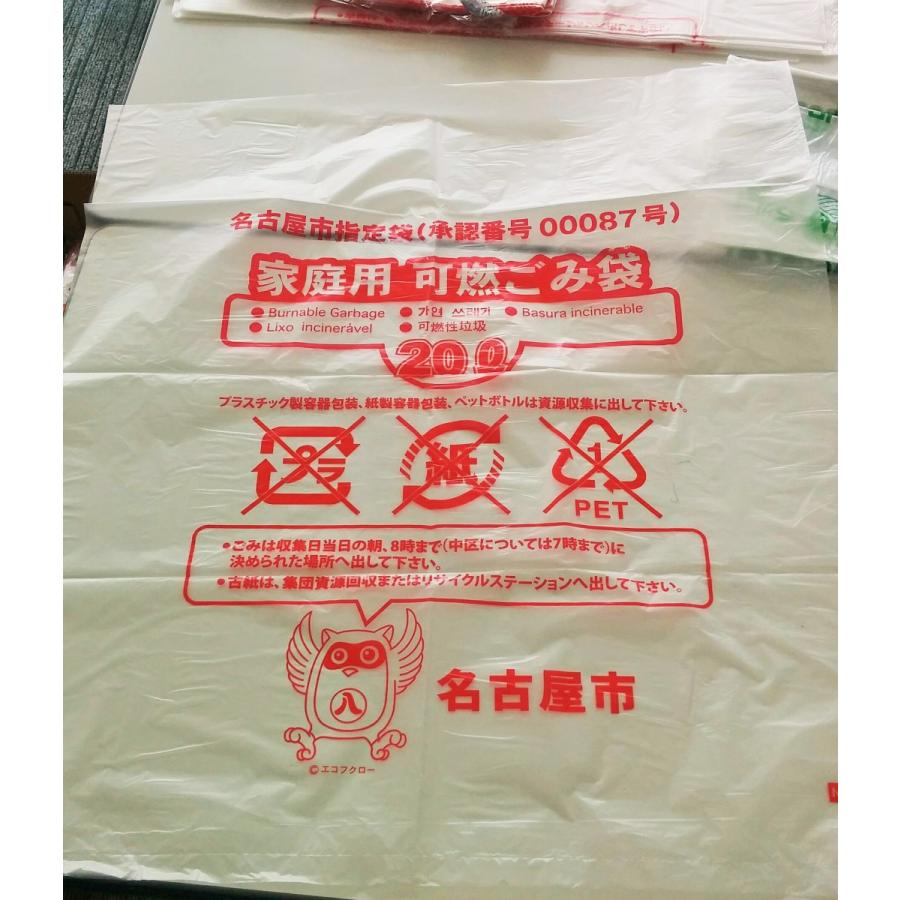 名古屋市指定袋(承認番号 00087号)
家庭用 可燃ごみ袋
● Burnable Garbage ● 가연 쓰레기 ● Basura incinerable
● Lixo incinerável ● 可燃性垃圾
20ℓ
プラスチック製容器包装、紙製容器包装、ペットボトルは資源収集に出して下さい。
プラ 紙 1
PET
●ごみは収集日当日の朝、8時まで(中区については7時まで)に
決められた場所へ出して下さい。
●古紙は、集団資源回収またはリサイクルステーションへ出して下さい。
八
名古屋市
©エコフクロー